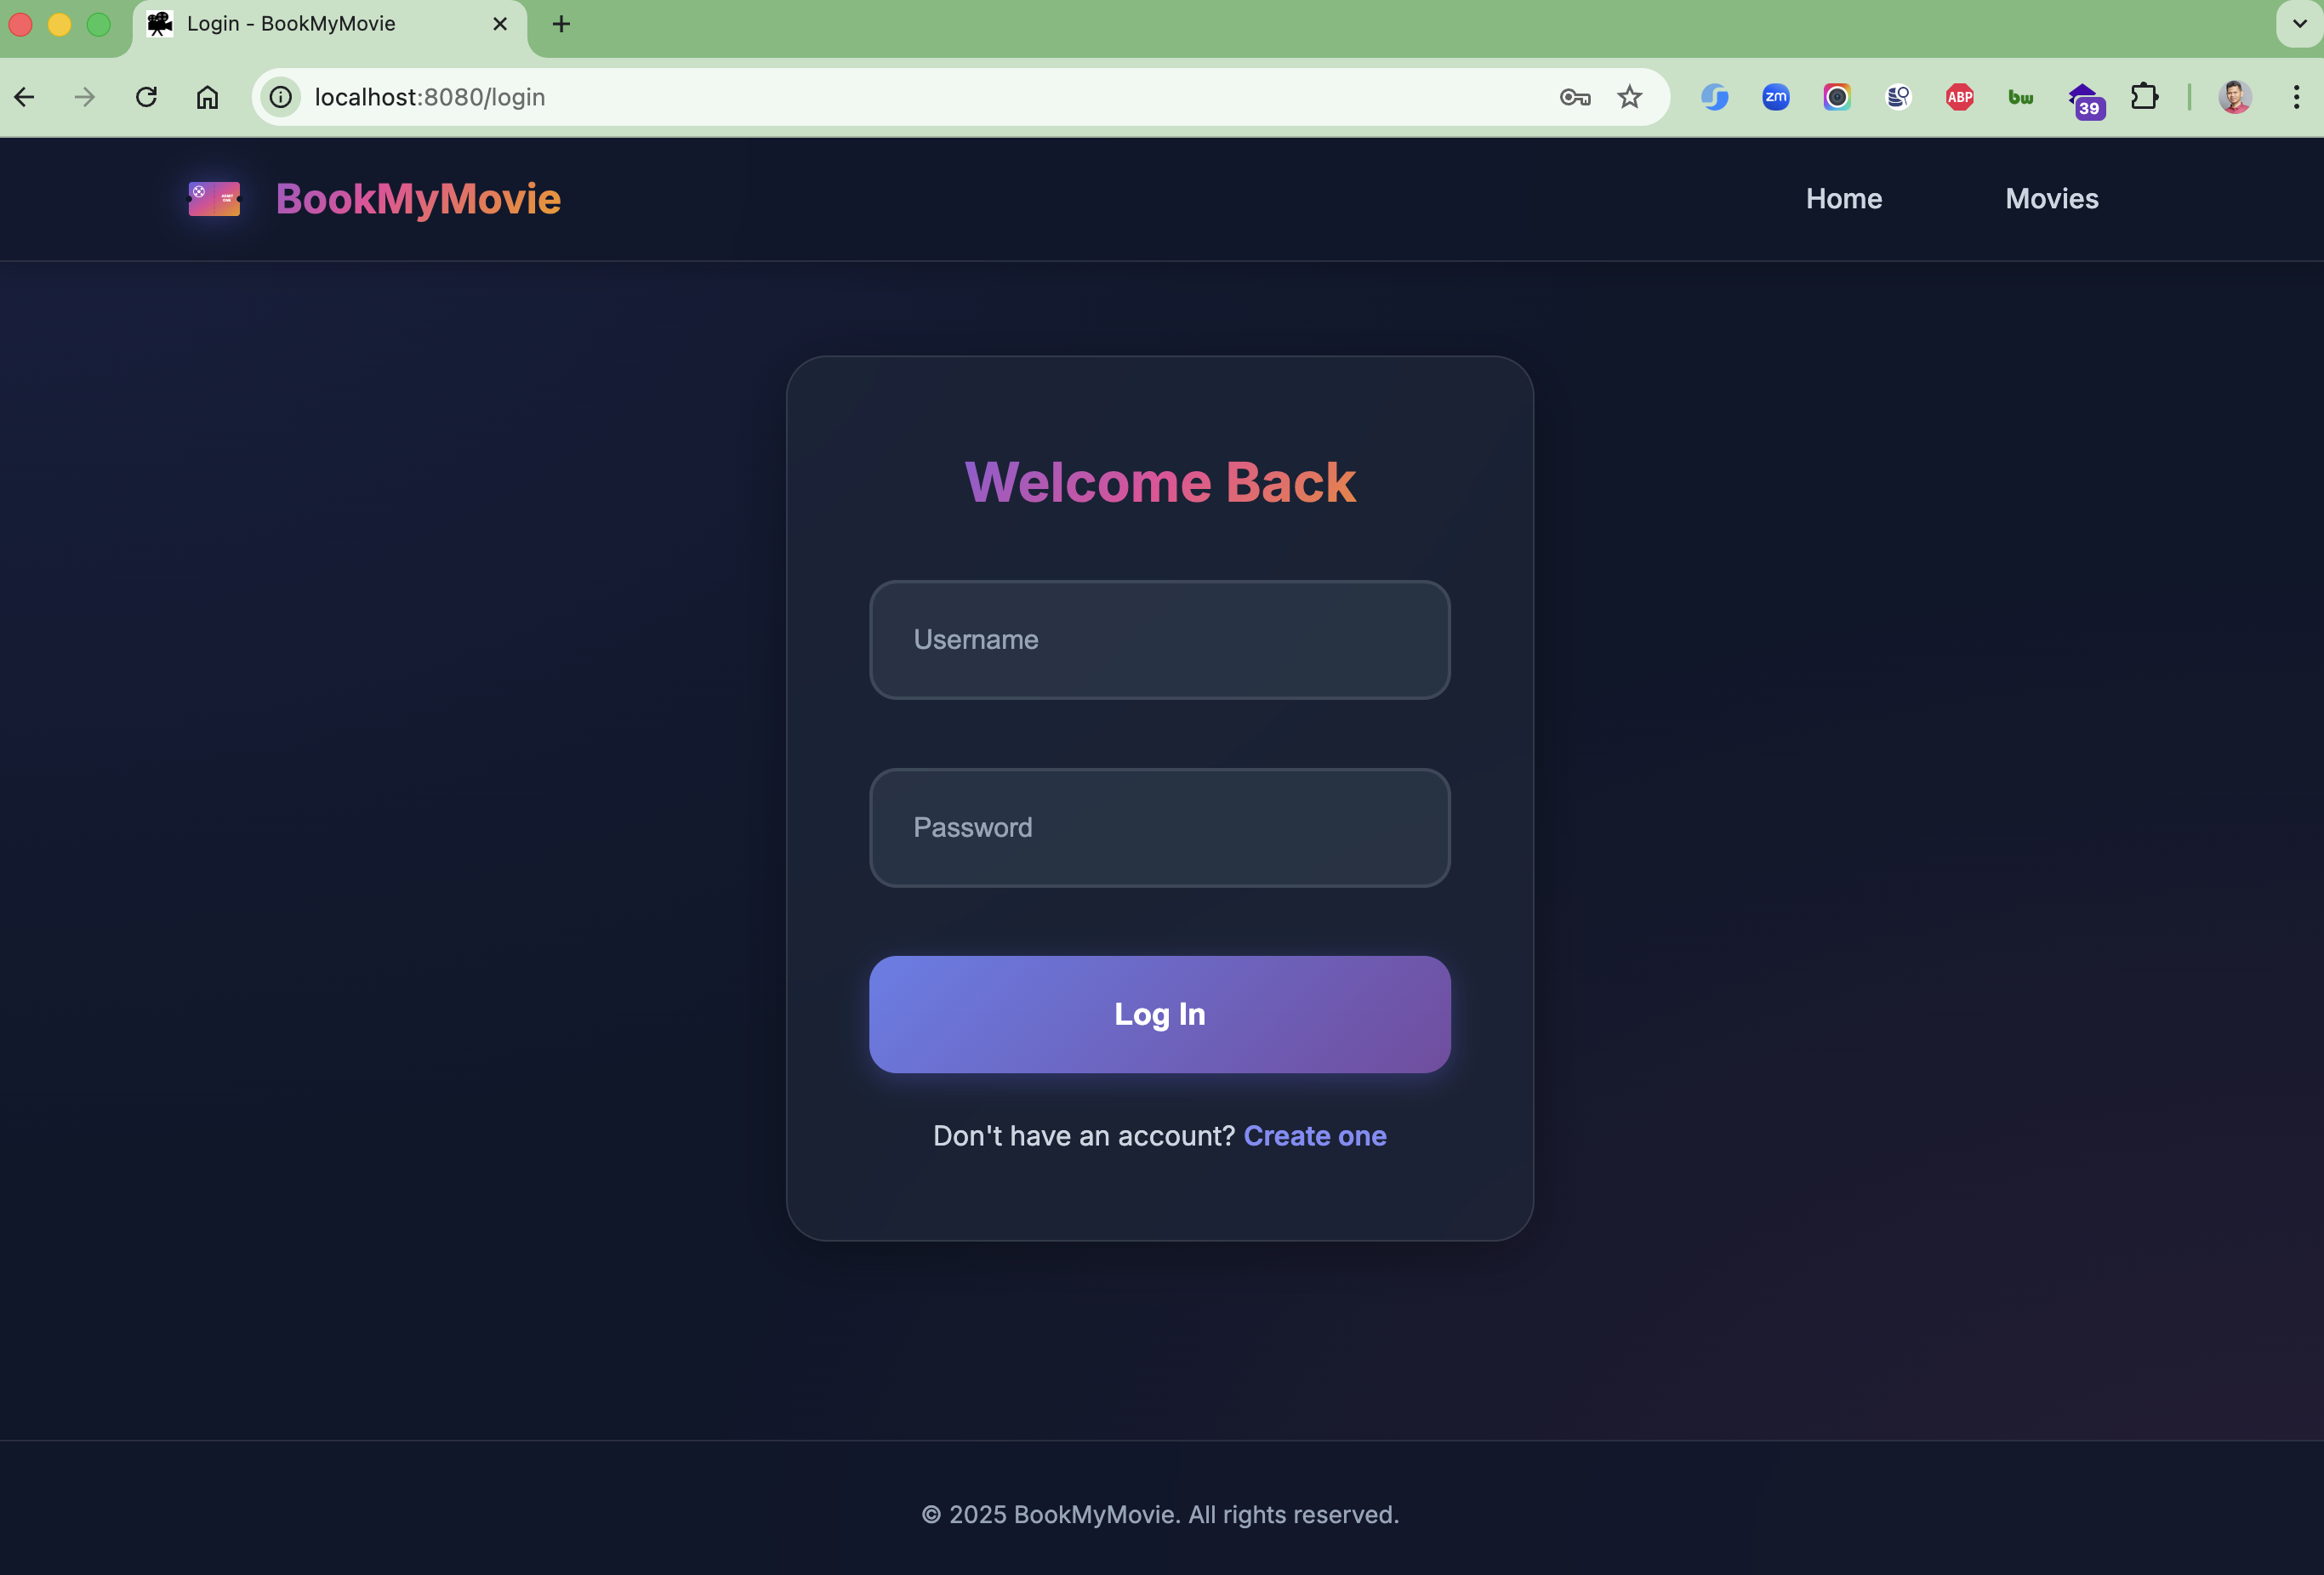 Login - BookMyMovie
localhost:8080/login
zm
ABP
bw
39
BookMyMovie
Home
Movies
Welcome Back
Username
Password
Log In
Don't have an account? Create one
© 2025 BookMyMovie. All rights reserved.